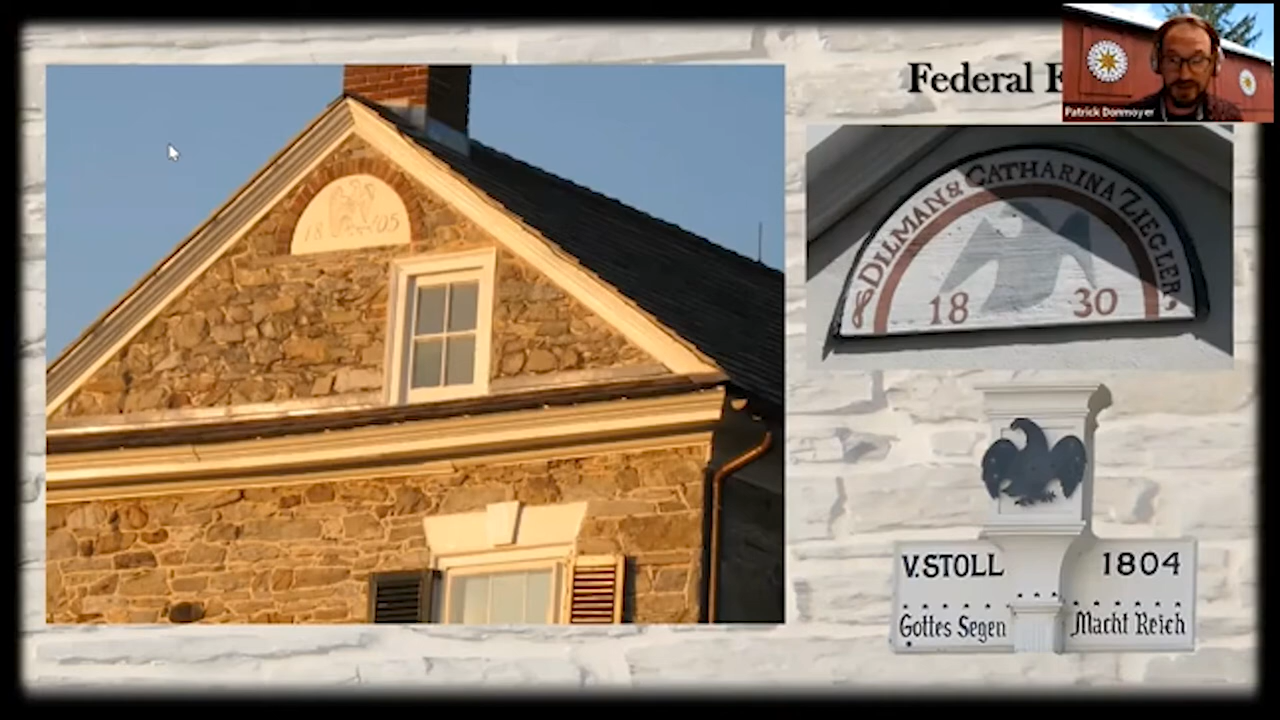 Federal
Patrick Donmoyer
18 05
DILMAN & CATHARINA ZIEGLER
18 30
V. STOLL 1804
Gottes Segen Macht Reich